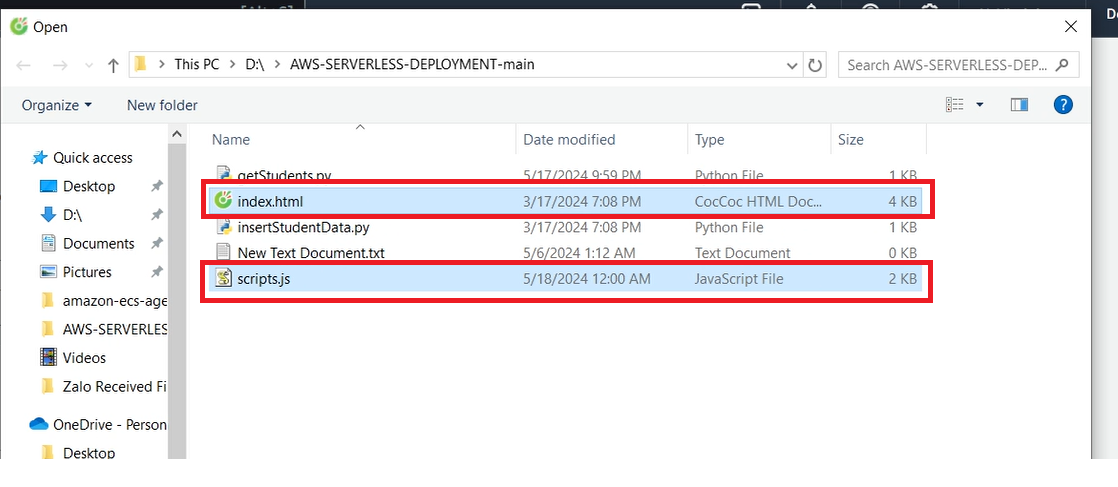 Open
This PC > D:\ > AWS-SERVERLESS-DEPLOYMENT-main
Search AWS-SERVERLESS-DEP...
Organize
New folder
Name Date modified Type Size
Quick access
Desktop
D:\
Documents
Pictures
amazon-ecs-age
AWS-SERVERLES
Videos
Zalo Received Fi
OneDrive - Person
Desktop
getStudents.py 5/17/2024 9:59 PM Python File 1 KB
index.html 3/17/2024 7:08 PM CocCoc HTML Doc... 4 KB
insertStudentData.py 3/17/2024 7:08 PM Python File 1 KB
New Text Document.txt 5/6/2024 1:12 AM Text Document 0 KB
scripts.js 5/18/2024 12:00 AM JavaScript File 2 KB